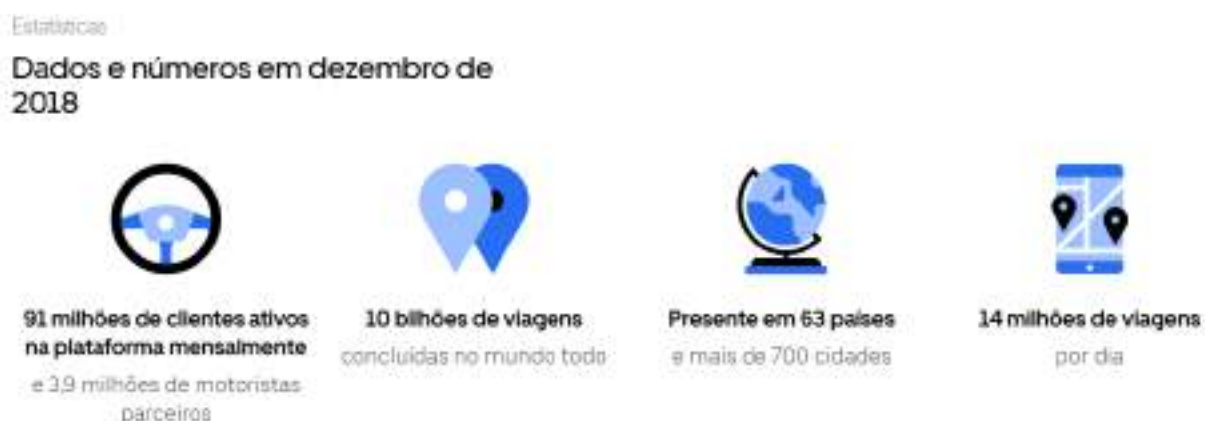 Estatísticas
Dados e números em dezembro de
2018
91 milhões de clientes ativos
na plataforma mensalmente
e 3,9 milhões de motoristas
parceiros
10 bilhões de viagens
concluídas no mundo todo
Presente em 63 países
e mais de 700 cidades
14 milhões de viagens
por dia